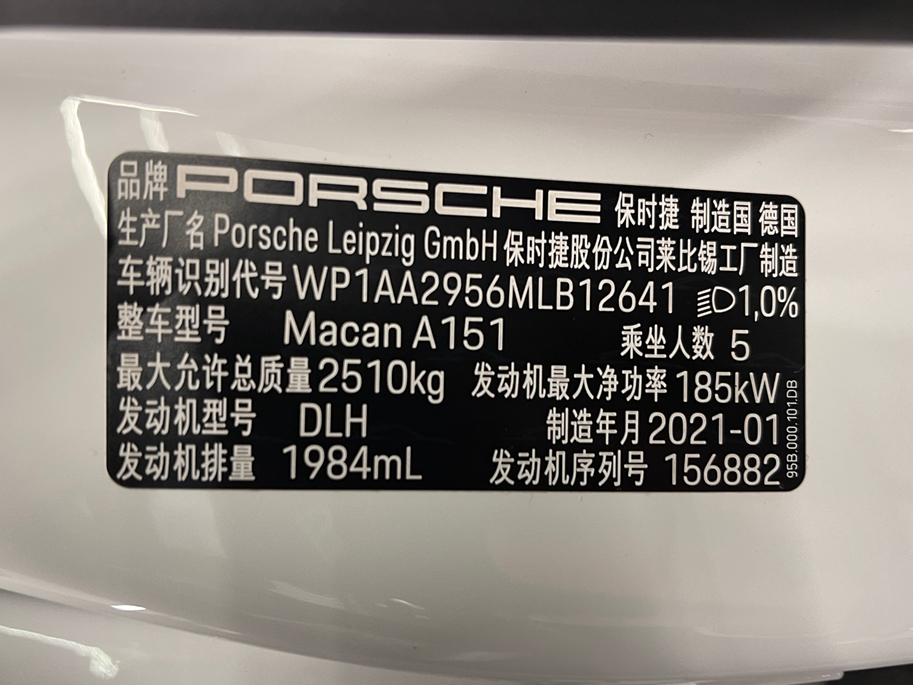 品牌 PORSCHE 保时捷 制造国 德国
生产厂名 Porsche Leipzig GmbH 保时捷股份公司莱比锡工厂制造
车辆识别代号 WP1AA2956MLB12641 1,0%
整车型号 Macan A151 乘坐人数 5
最大允许总质量 2510kg 发动机最大净功率 185kW
发动机型号 DLH 制造年月 2021-01
发动机排量 1984mL 发动机序列号 156882
95B.000.101.DB